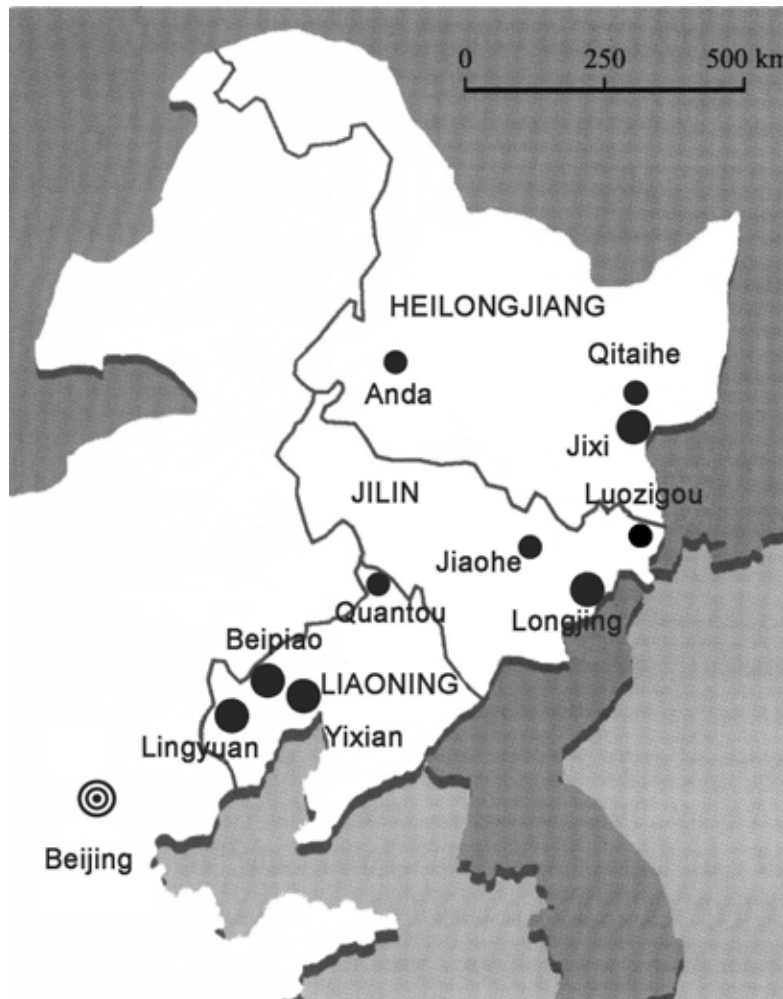 0 250 500 km
HEILONGJIANG
Qitaihe
Anda
Jixi
JILIN
Luozigou
Jiaohe
Quantou
Longjing
Beipiao
LIAONING
Lingyuan
Yixian
Beijing